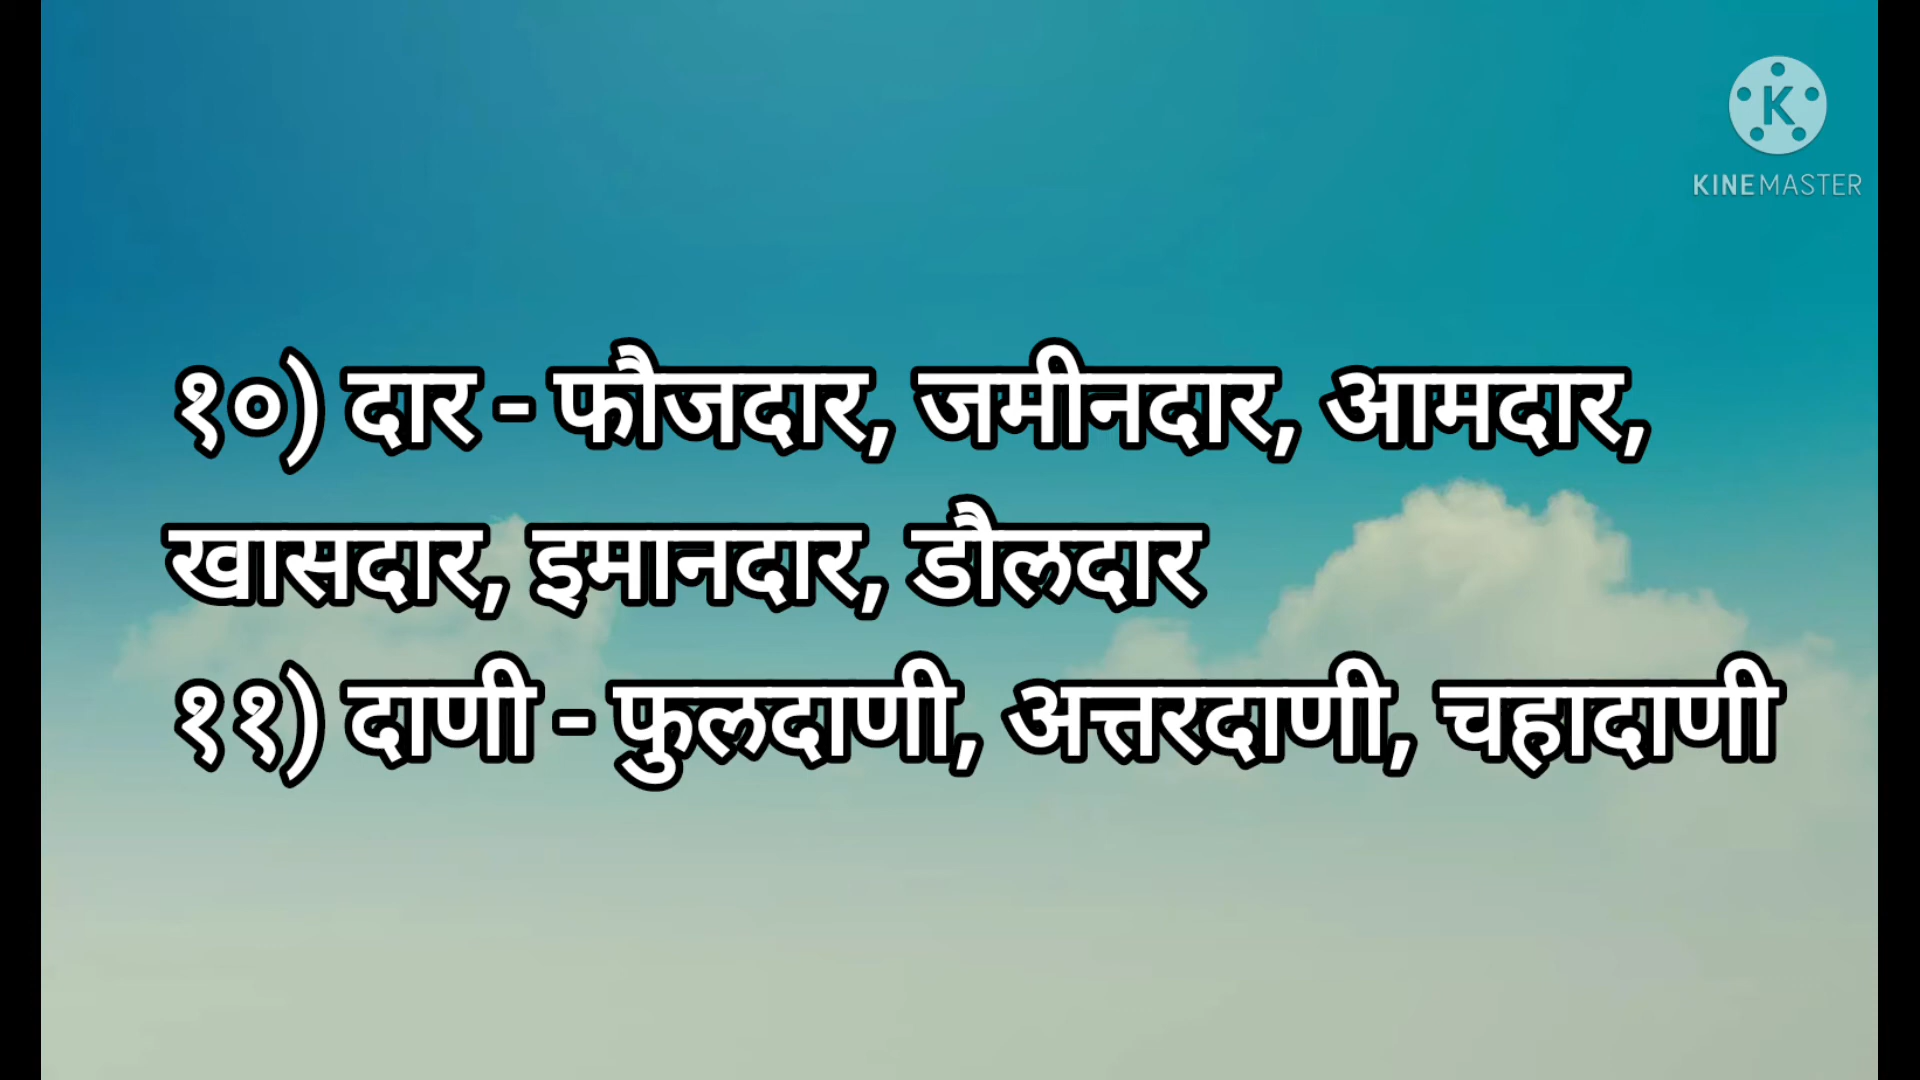 K
KINEMASTER
१०) दार - फौजदार, जमीनदार, आमदार,
खासदार, इमानदार, डौलदार
११) दाणी - फुलदाणी, अत्तरदाणी, चहादाणी